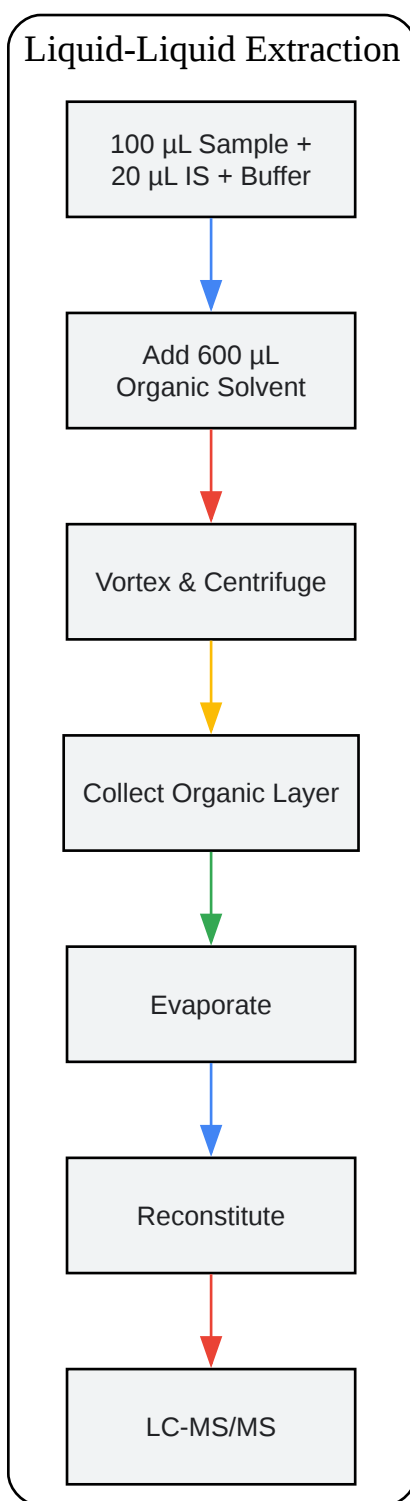 Liquid-Liquid Extraction
100 µL Sample +
20 µL IS + Buffer
Add 600 µL
Organic Solvent
Vortex & Centrifuge
Collect Organic Layer
Evaporate
Reconstitute
LC-MS/MS